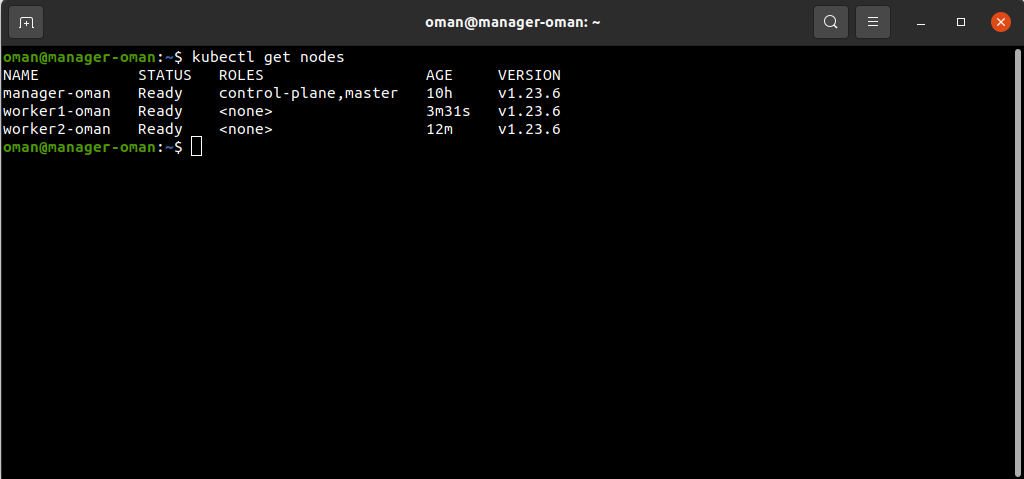 oman@manager-oman: ~
oman@manager-oman:~$ kubectl get nodes
NAME           STATUS   ROLES                  AGE     VERSION
manager-oman   Ready    control-plane,master   10h     v1.23.6
worker1-oman   Ready    <none>                 3m31s   v1.23.6
worker2-oman   Ready    <none>                 12m     v1.23.6
oman@manager-oman:~$